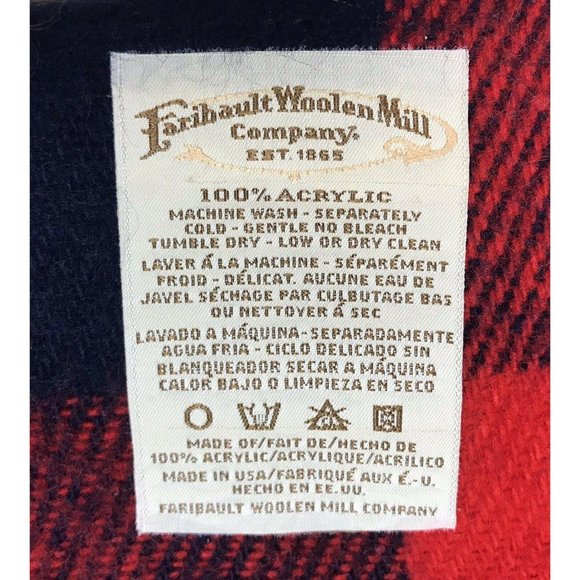 Faribault Woolen Mill
Company.
EST. 1865
100% ACRYLIC
MACHINE WASH - SEPARATELY
COLD - GENTLE NO BLEACH
TUMBLE DRY - LOW OR DRY CLEAN
LAVER Á LA MACHINE - SÉPARÉMENT
FROID - DÉLICAT. AUCUNE EAU DE
JAVEL SÉCHAGE PAR CULBUTAGE BAS
OU NETTOYER Á SEC
LAVADO A MÁQUINA - SEPARADAMENTE
AGUA FRIA - CICLO DELICADO SIN
BLANQUEADOR SECAR A MÁQUINA
CALOR BAJO O LIMPIEZA EN SECO
MADE OF/FAIT DE/HECHO DE
100% ACRYLIC/ACRYLIQUE/ACRÍLICO
MADE IN USA/FABRIQUÉ AUX É.-U.
HECHO EN EE.UU.
FARIBAULT WOOLEN MILL COMPANY